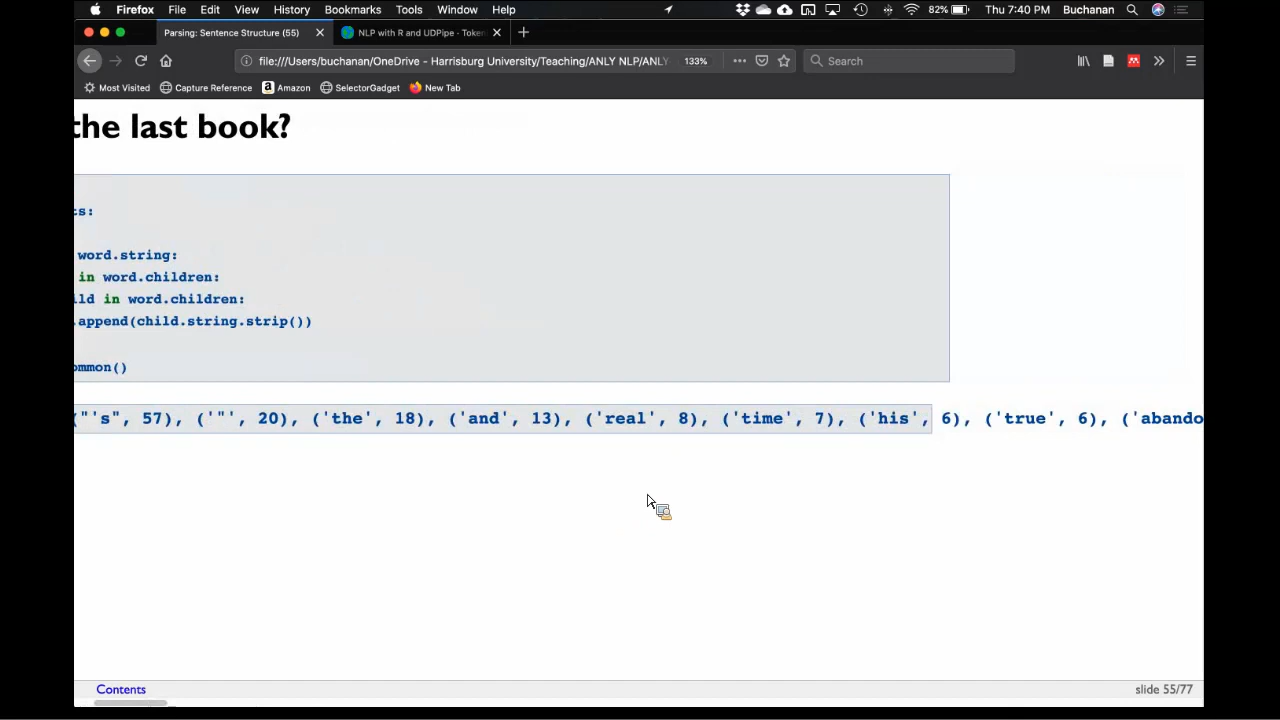 Firefox File Edit View History Bookmarks Tools Window Help 82% Thu 7:40 PM Buchanan
Parsing: Sentence Structure (55) NLP with R and UDPipe - Token
file:///Users/buchanan/OneDrive - Harrisburg University/Teaching/ANLY NLP/ANLY 133% Search
Most Visited Capture Reference Amazon SelectorGadget New Tab
the last book?
ts:
word.string:
in word.children:
ild in word.children:
.append(child.string.strip())
ommon()
("'s", 57), ('"', 20), ('the', 18), ('and', 13), ('real', 8), ('time', 7), ('his', 6), ('true', 6), ('abando
Contents slide 55/77